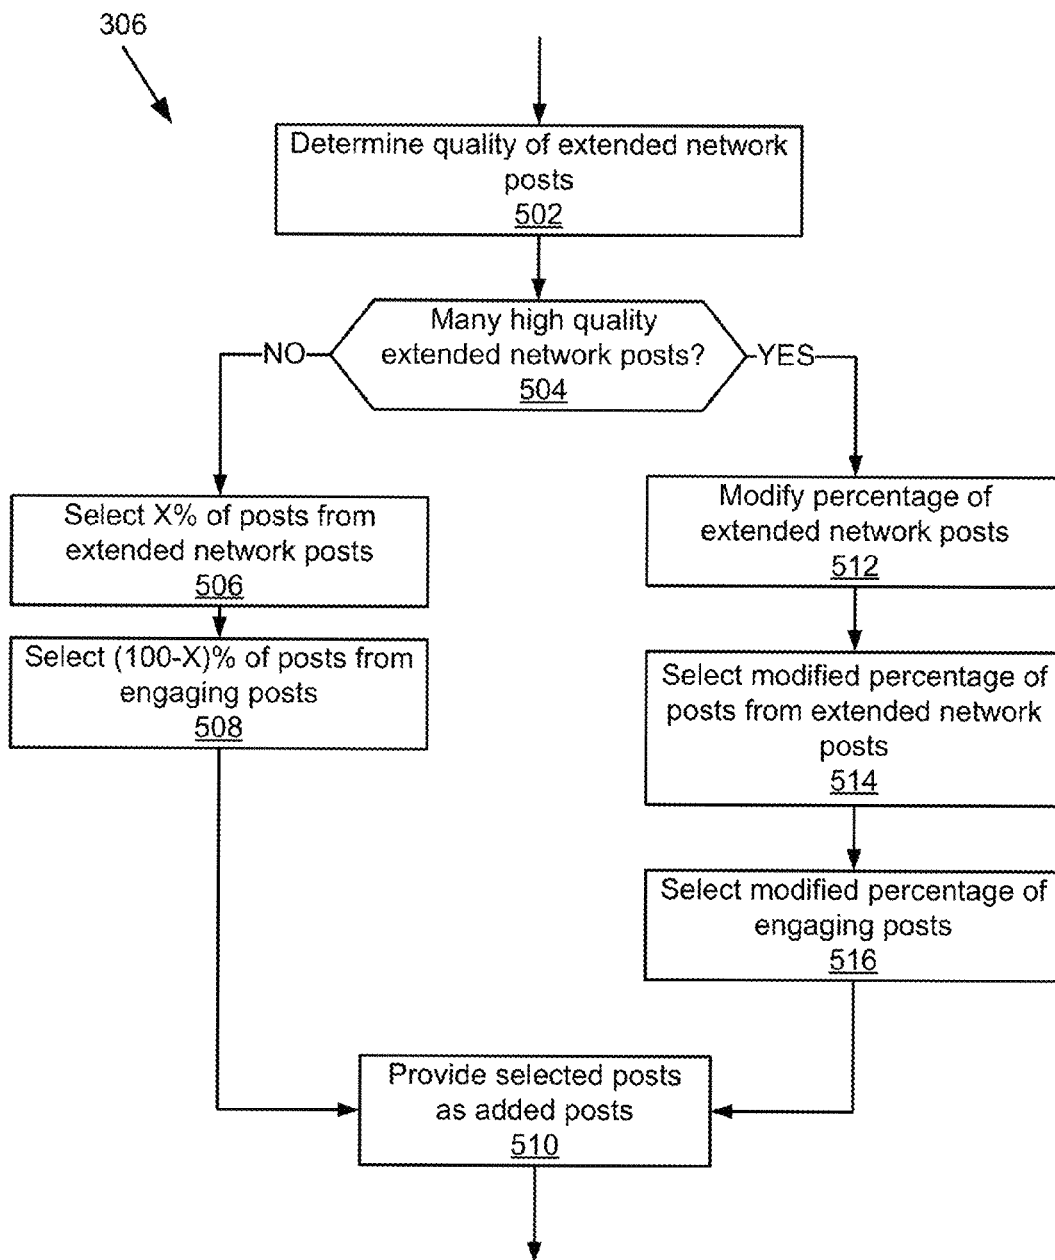 306
Determine quality of extended network
posts
502
Many high quality
extended network posts?
504
NO
YES
Select X% of posts from
extended network posts
506
Select (100-X)% of posts from
engaging posts
508
Modify percentage of
extended network posts
512
Select modified percentage of
posts from extended network
posts
514
Select modified percentage of
engaging posts
516
Provide selected posts
as added posts
510